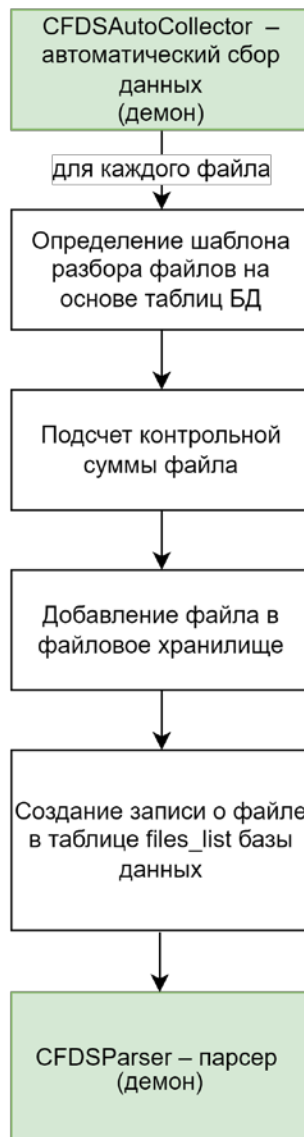 CFDSAutoCollector –
автоматический сбор
данных
(демон)
для каждого файла
Определение шаблона
разбора файлов на
основе таблиц БД
Подсчет контрольной
суммы файла
Добавление файла в
файловое хранилище
Создание записи о файле
в таблице files_list базы
данных
CFDSParser – парсер
(демон)